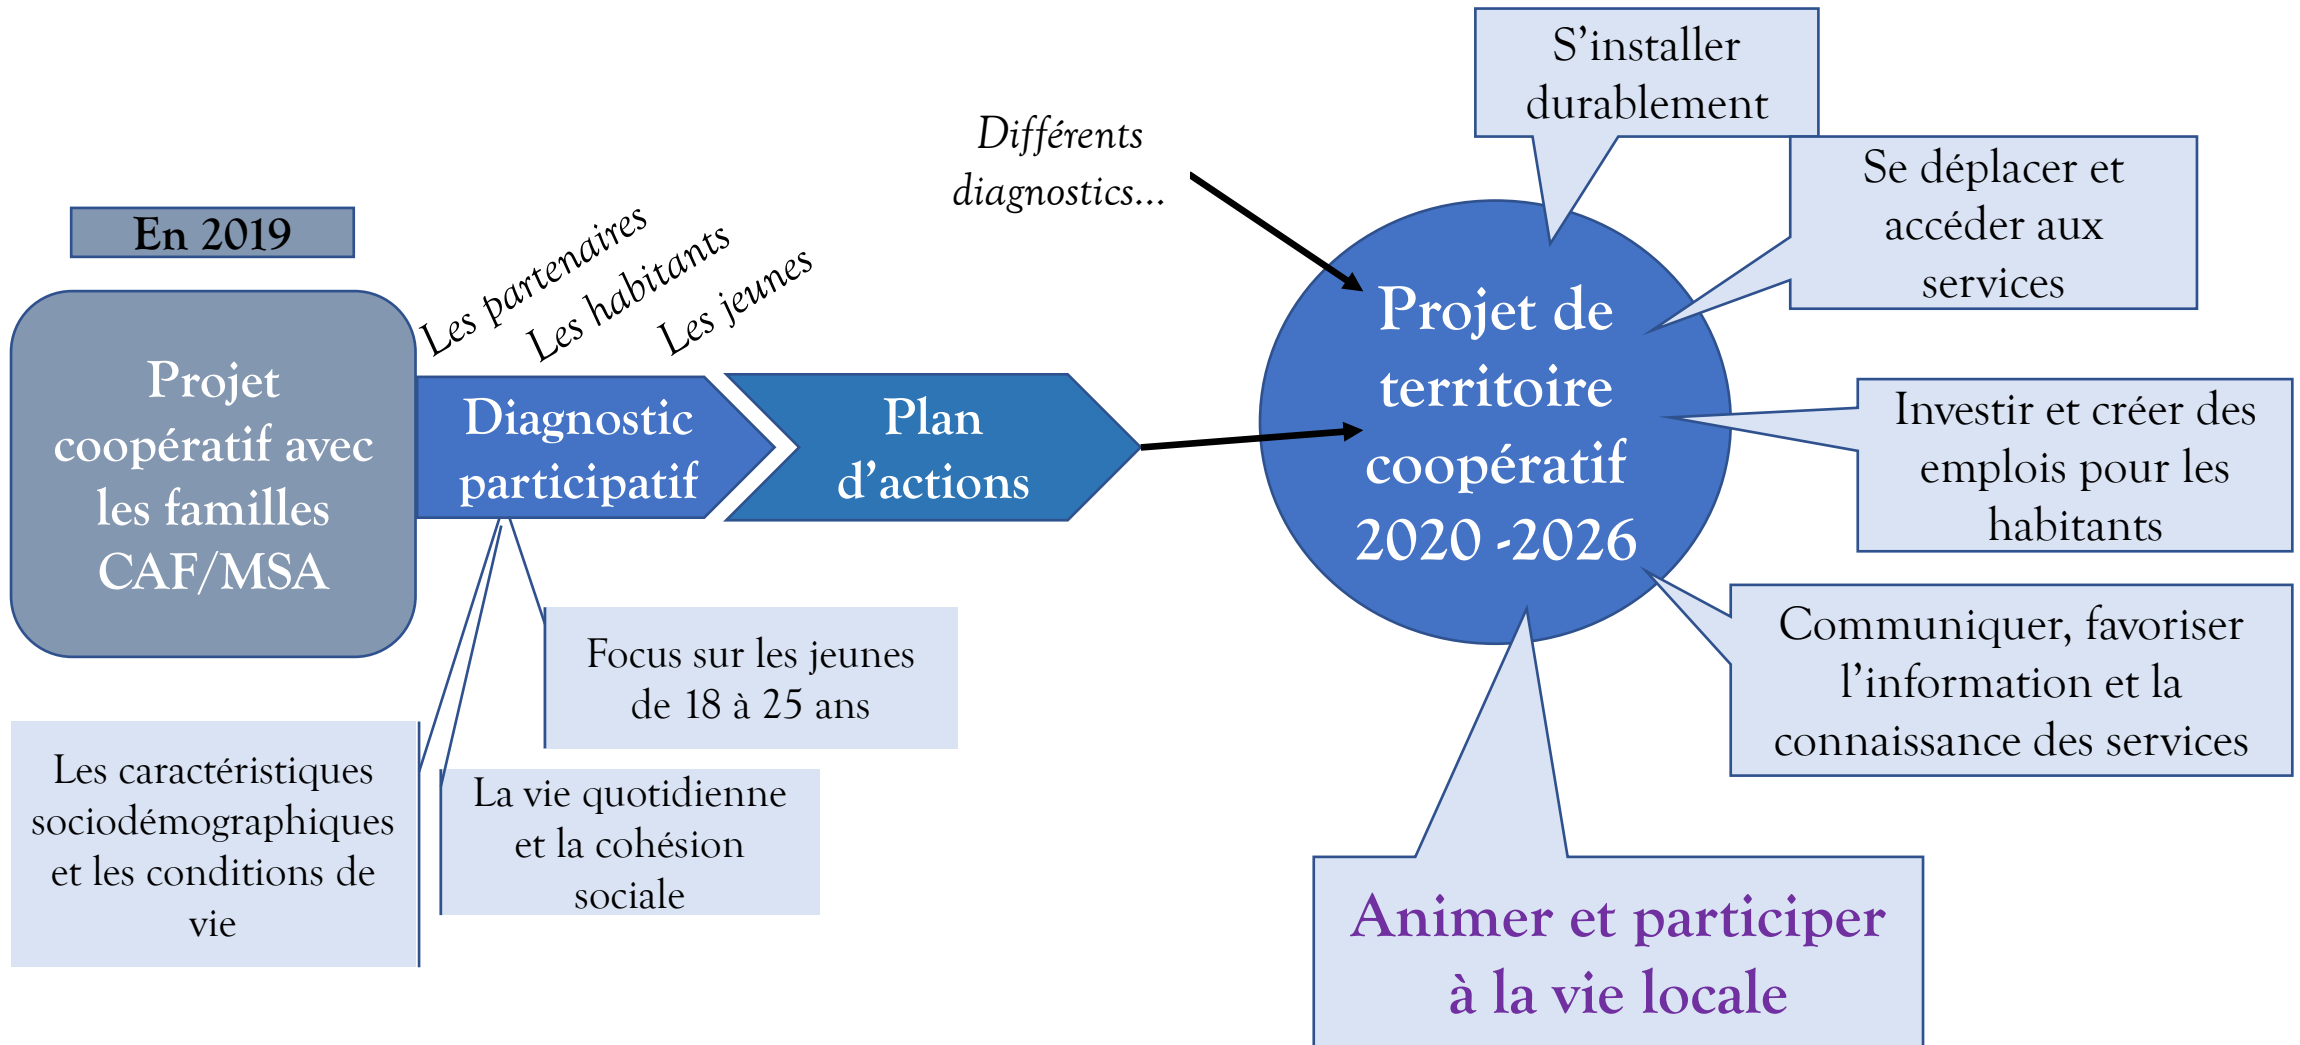 En 2019
Projet
coopératif avec
les familles
CAF/MSA
Les partenaires
Les habitants
Les jeunes
Diagnostic
participatif
Plan
d’actions
Les caractéristiques
sociodémographiques
et les conditions de
vie
La vie quotidienne
et la cohésion
sociale
Focus sur les jeunes
de 18 à 25 ans
Différents
diagnostics...
Projet de
territoire
coopératif
2020 -2026
S’installer
durablement
Se déplacer et
accéder aux
services
Investir et créer des
emplois pour les
habitants
Communiquer, favoriser
l’information et la
connaissance des services
Animer et participer
à la vie locale